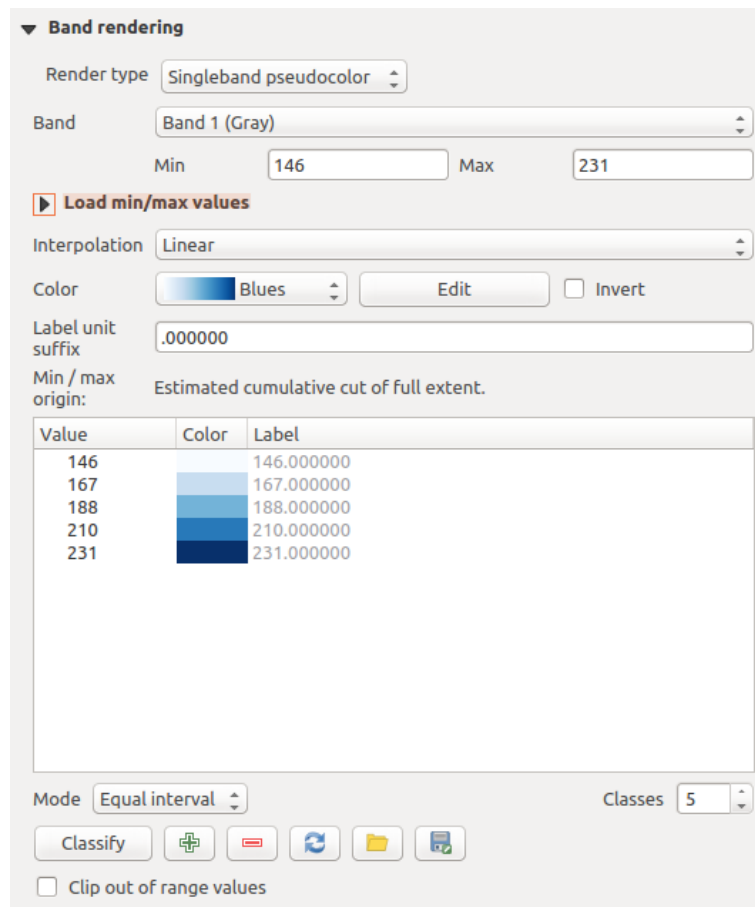 Band rendering
Render type Singleband pseudocolor
Band Band 1 (Gray)
Min 146 Max 231
Load min/max values
Interpolation Linear
Color Blues Edit Invert
Label unit
suffix
.000000
Min / max
origin:
Estimated cumulative cut of full extent.
Value Color Label
146 146.000000
167 167.000000
188 188.000000
210 210.000000
231 231.000000
Mode Equal interval Classes 5
Classify
Clip out of range values